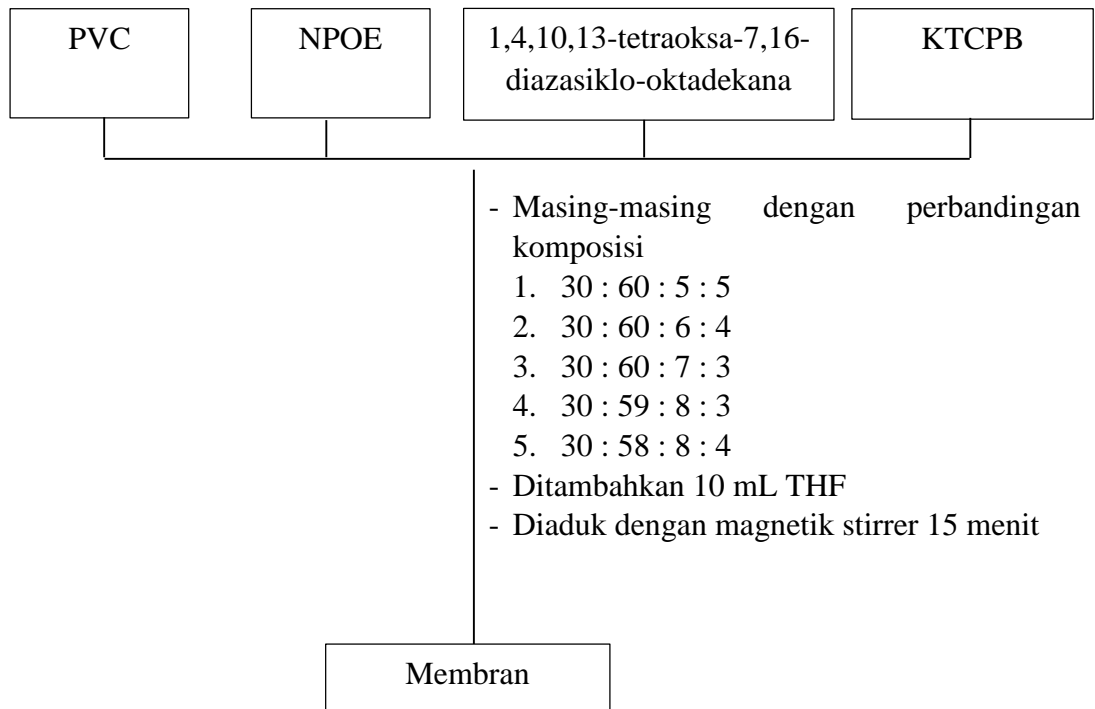 PVC
NPOE
1,4,10,13-tetraoksa-7,16-
diazasiklo-oktadekana
KTCPB
- Masing-masing dengan perbandingan
komposisi
1. 30 : 60 : 5 : 5
2. 30 : 60 : 6 : 4
3. 30 : 60 : 7 : 3
4. 30 : 59 : 8 : 3
5. 30 : 58 : 8 : 4
- Ditambahkan 10 mL THF
- Diaduk dengan magnetik stirrer 15 menit
Membran